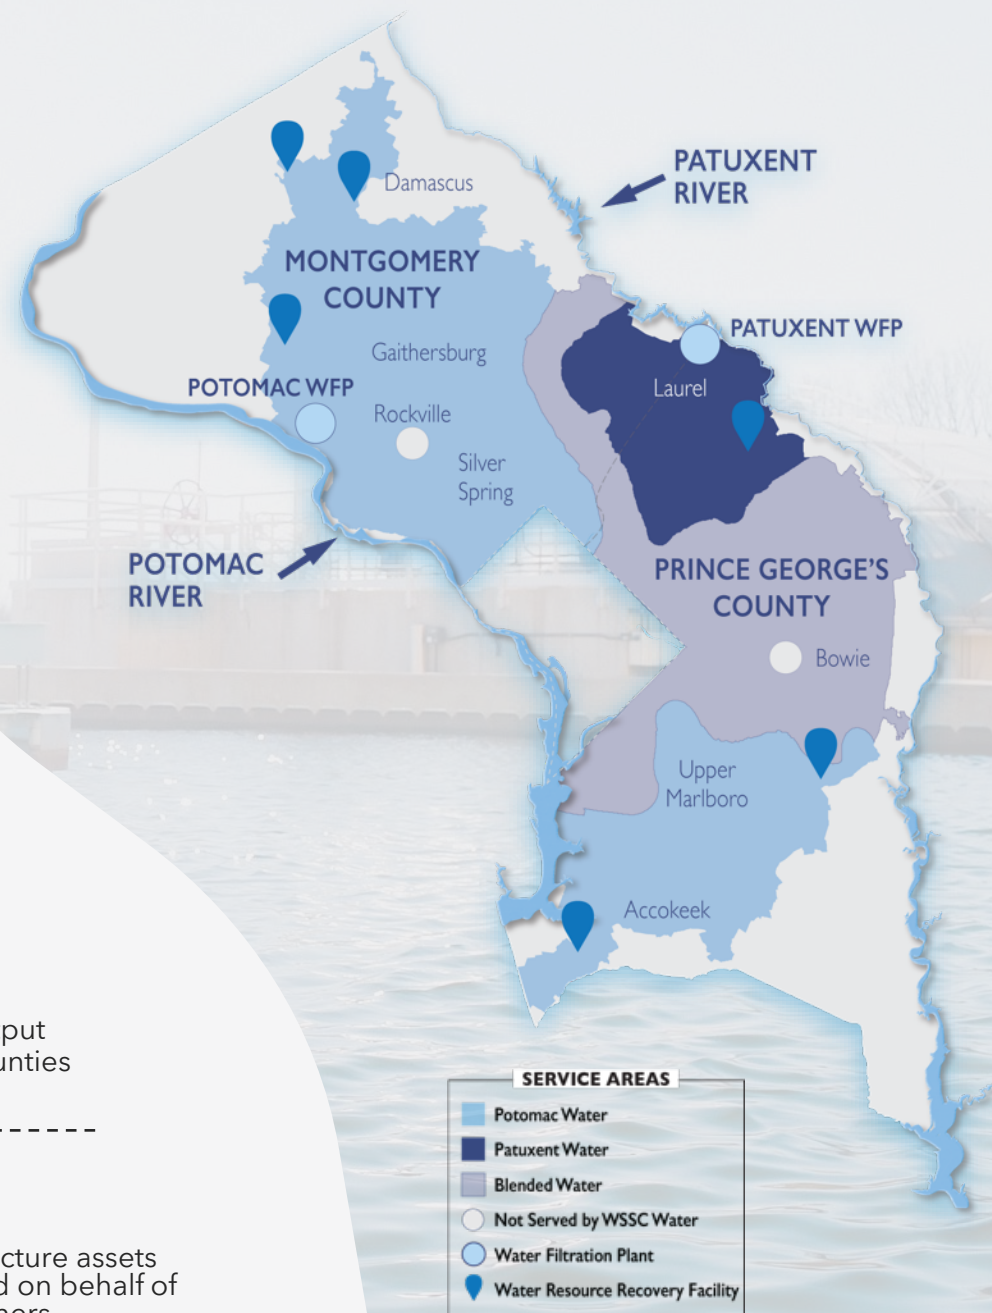 PATUXENT
RIVER
Damascus
MONTGOMERY
COUNTY
PATUXENT WFP
Gaithersburg
POTOMAC WFP
Laurel
Rockville
Silver
Spring
POTOMAC
RIVER
PRINCE GEORGE'S
COUNTY
Bowie
Upper
Marlboro
Accokeek
put
unties
SERVICE AREAS
Potomac Water
Patuxent Water
Blended Water
Not Served by WSSC Water
Water Filtration Plant
Water Resource Recovery Facility
cture assets
d on behalf of